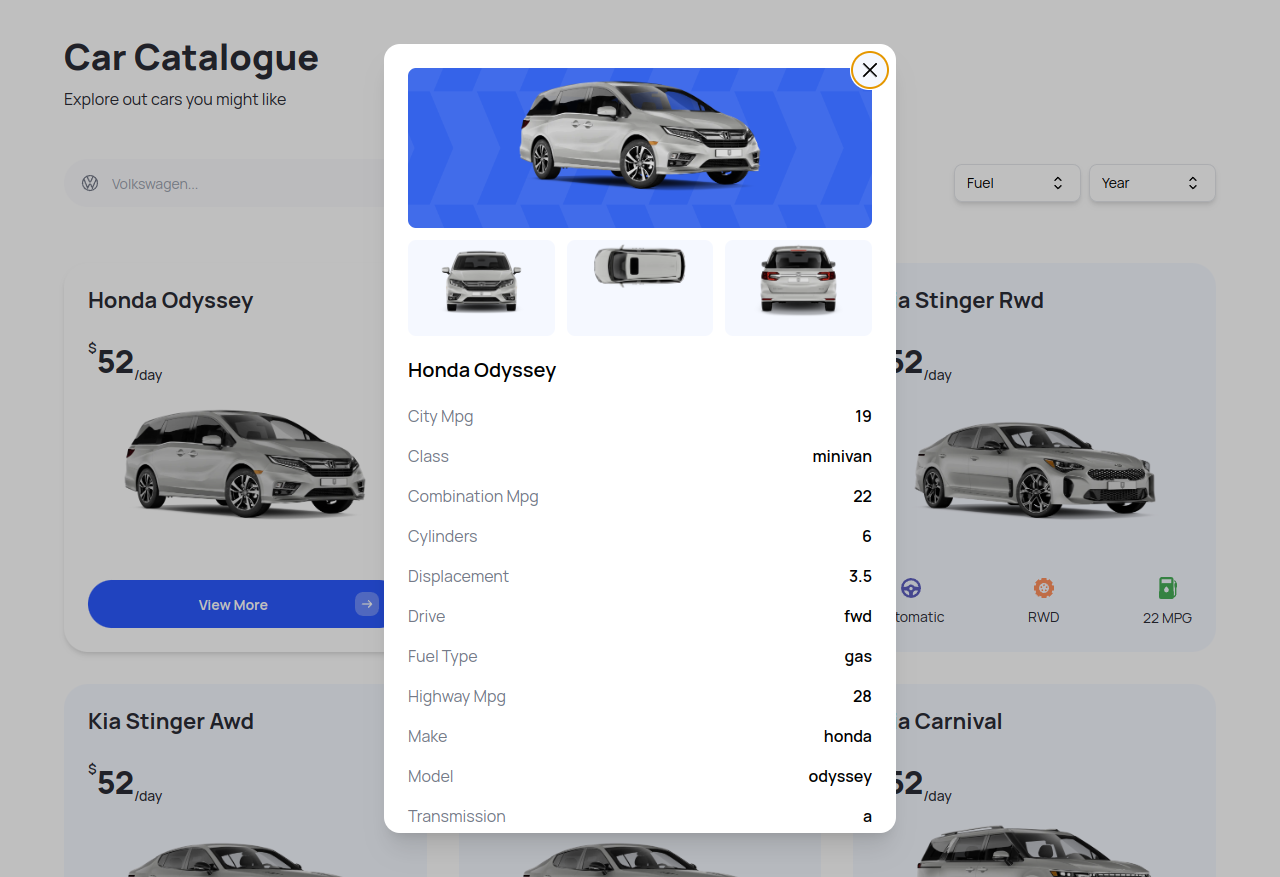 Car Catalogue
Explore out cars you might like
Volkswagen...
Fuel
Year
Honda Odyssey
$52/day
View More
a Stinger Rwd
52/day
tomatic
RWD
22 MPG
Kia Stinger Awd
$52/day
a Carnival
52/day
Honda Odyssey
City Mpg 19
Class minivan
Combination Mpg 22
Cylinders 6
Displacement 3.5
Drive fwd
Fuel Type gas
Highway Mpg 28
Make honda
Model odyssey
Transmission a